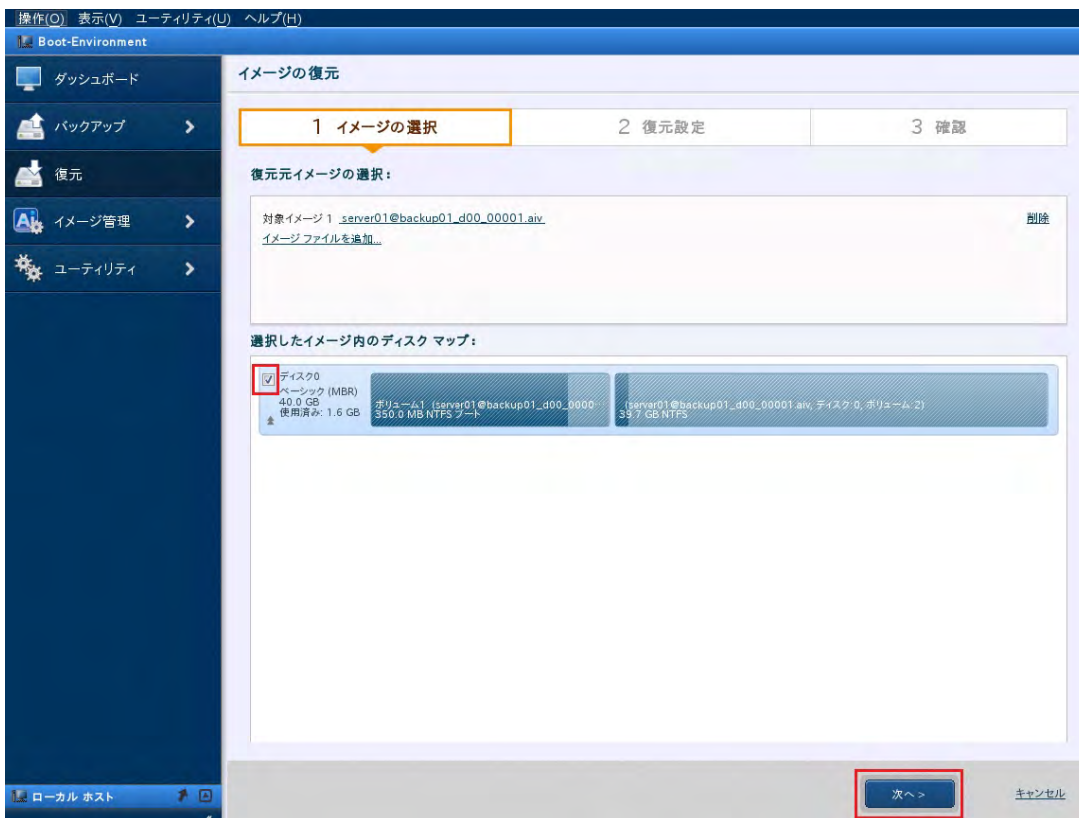 操作(O) 表示(V) ユーティリティ(U) ヘルプ(H)
Boot-Environment
ダッシュボード
バックアップ
復元
イメージ管理
ユーティリティ
イメージの復元
1 イメージの選択
2 復元設定
3 確認
復元元イメージの選択:
対象イメージ 1 server01@backup01_d00_00001.aiv
削除
イメージ ファイルを追加...
選択したイメージ内のディスク マップ:
ディスク0
ベーシック (MBR)
40.0 GB
使用済み: 1.6 GB
ボリューム1 (server01@backup01_d00_0000…
350.0 MB NTFS ブート
(server01@backup01_d00_00001.aiv, ディスク 0, ボリューム 2)
39.7 GB NTFS
ローカル ホスト
次へ >
キャンセル